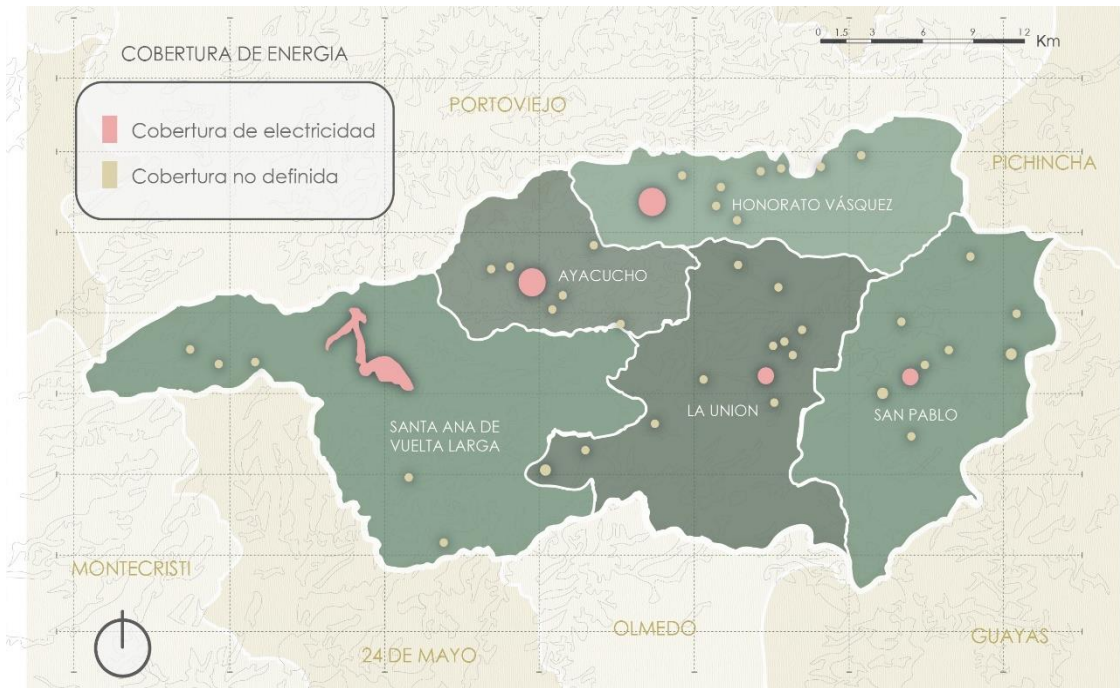 COBERTURA DE ENERGIA
Cobertura de electricidad
Cobertura no definida
0 1.5 3 6 9 12 Km
PORTOVIEJO
PICHINCHA
HONORATO VÁSQUEZ
AYACUCHO
SANTA ANA DE
VUELTA LARGA
LA UNION
SAN PABLO
MONTECRISTI
24 DE MAYO
OLMEDO
GUAYAS